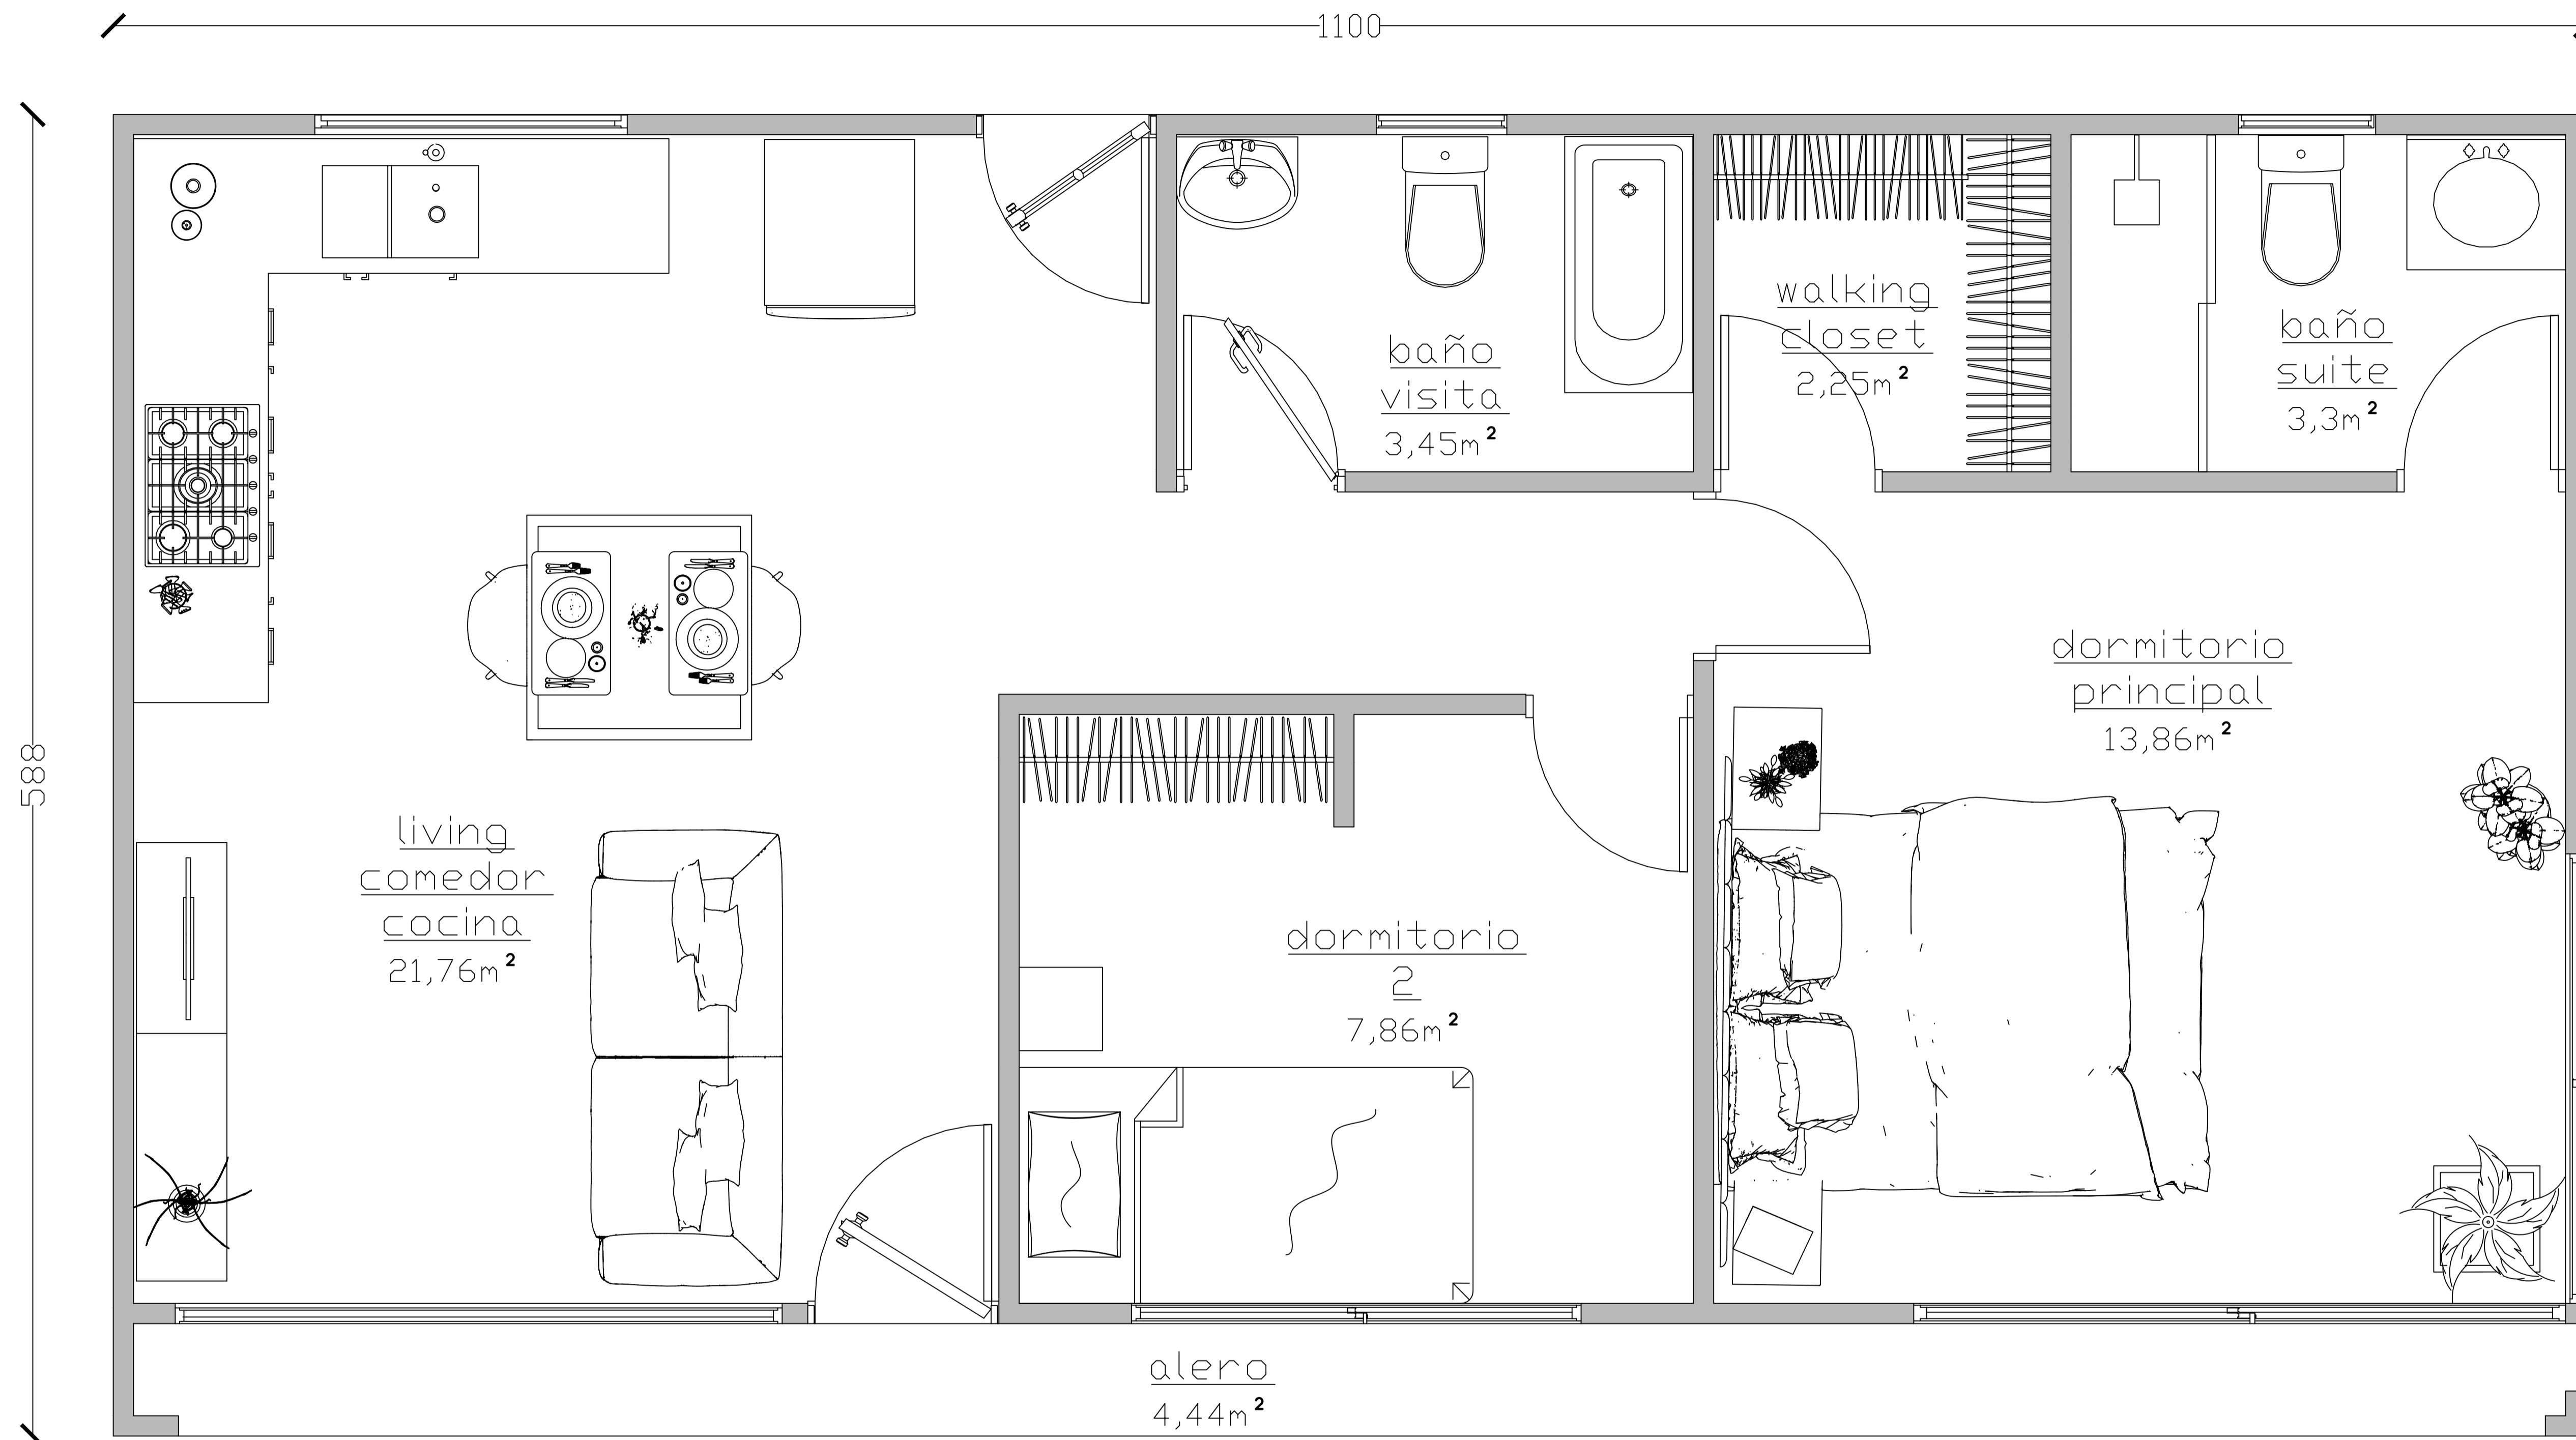 1100
588
walking
closet
2,25m²
baño
suite
3,3m²
baño
visita
3,45m²
dormitorio
principal
13,86m²
living
comedor
cocina
21,76m²
dormitorio
2
7,86m²
alero
4,44m²